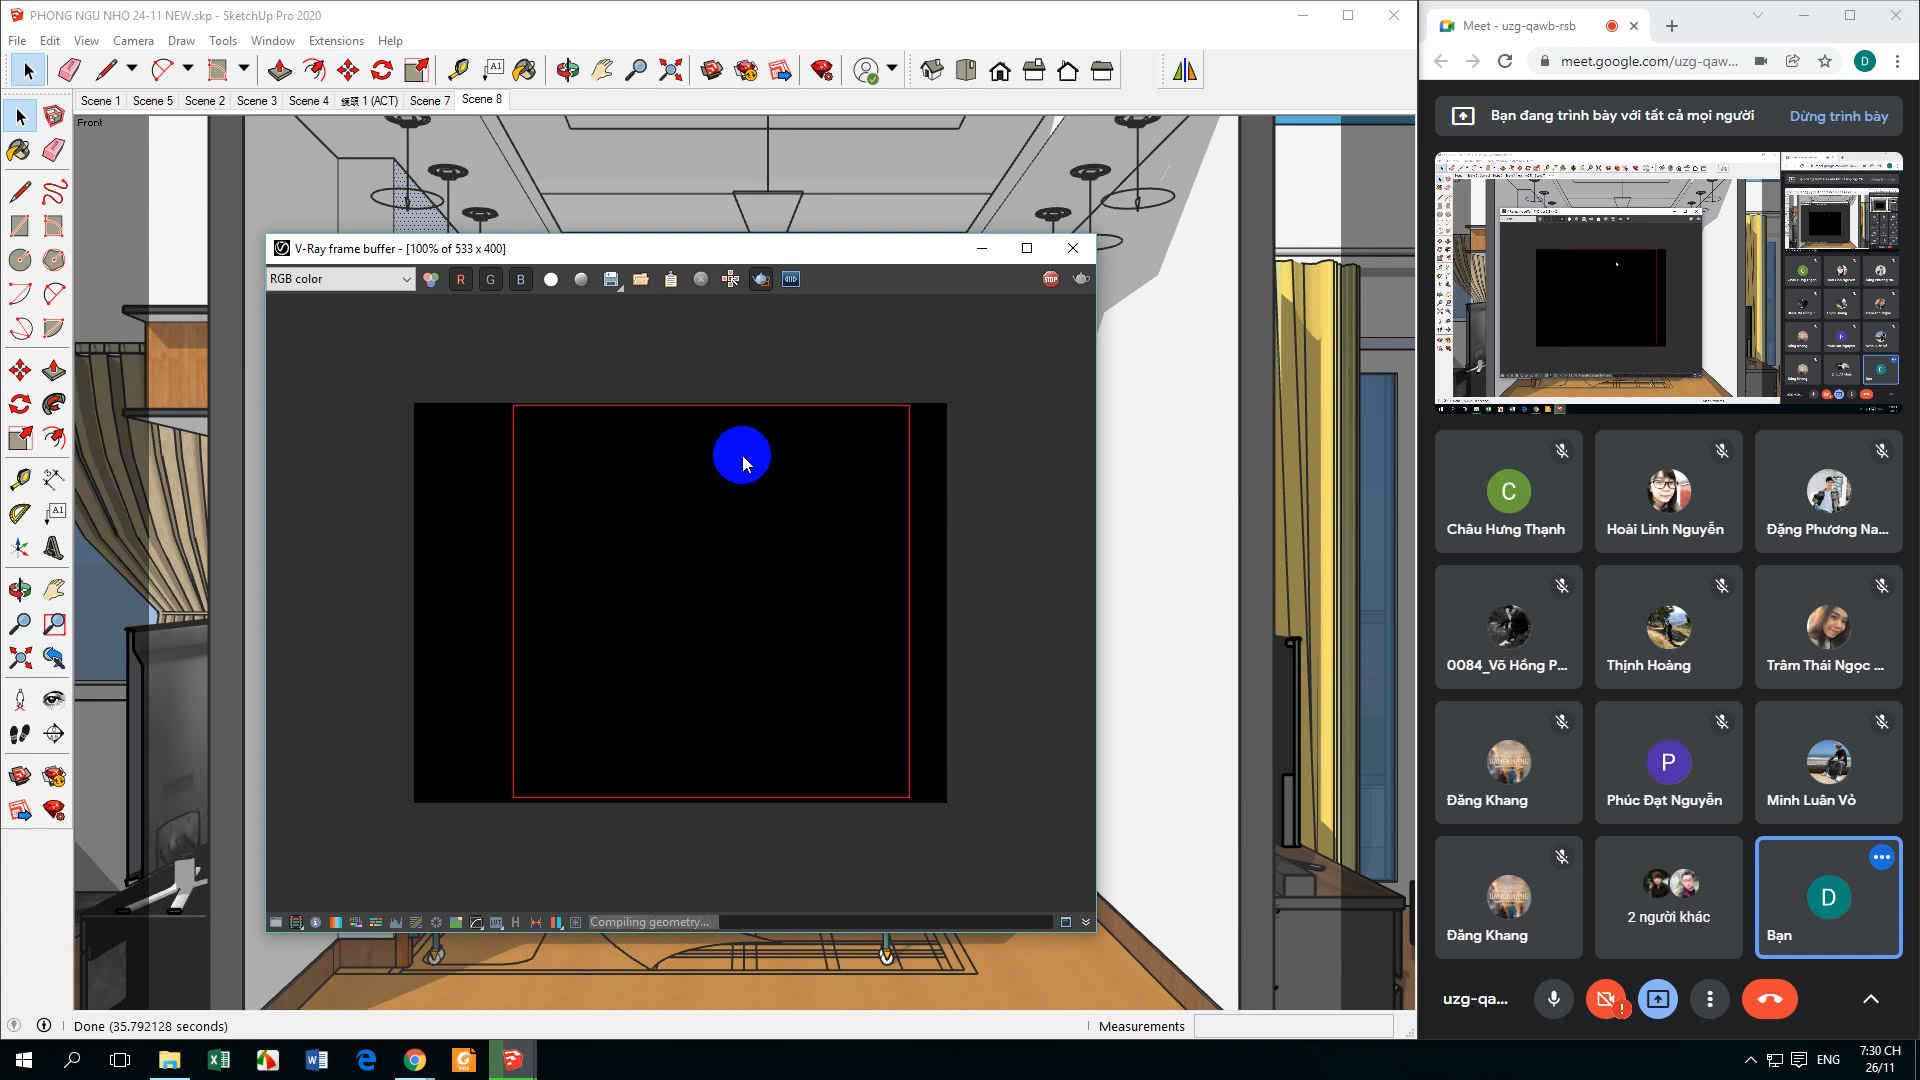 PHONG NGU NHO 24-11 NEW.skp - SketchUp Pro 2020
File Edit View Camera Draw Tools Window Extensions Help
Scene 1 Scene 5 Scene 2 Scene 3 Scene 4 1 (ACT) Scene 7 Scene 8
Front
V-Ray frame buffer - [100% of 533 x 400]
RGB color R G B
STOP
Compiling geometry...
Done (35.792128 seconds)
Measurements
Meet - uzg-qawb-rsb
meet.google.com/uzg-qaw...
D
Bạn đang trình bày với tất cả mọi người
Dừng trình bày
C
Châu Hưng Thạnh
Hoài Linh Nguyễn
Đặng Phương Na...
0084_Võ Hồng P...
Thịnh Hoàng
Trâm Thái Ngọc ...
Đăng Khang
P
Phúc Đạt Nguyễn
Minh Luân Vỏ
Đăng Khang
2 người khác
D
Bạn
uzg-qa...
ENG
7:30 CH
26/11